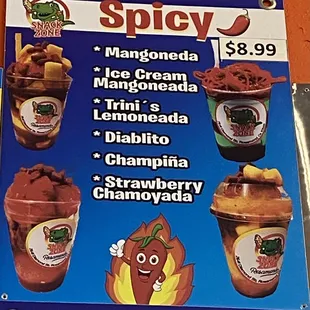 SNACK
ZONE
Spicy
$8.99
* Mangoneda
* Ice Cream
Mangoneada
* Trini´s
Lemoneada
* Diablito
* Champiña
* Strawberry
Chamoyada